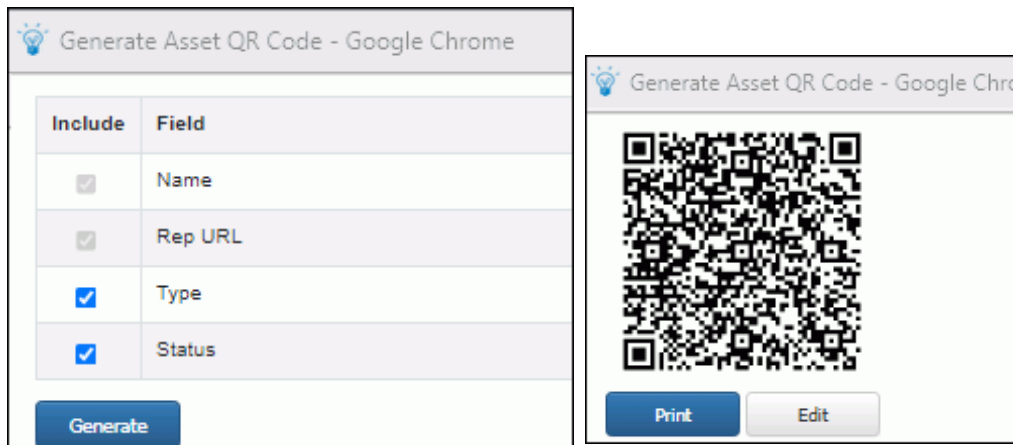 Generate Asset QR Code - Google Chrome
Include Field
Name
Rep URL
Type
Status
Generate
Generate Asset QR Code - Google Chro
Print Edit